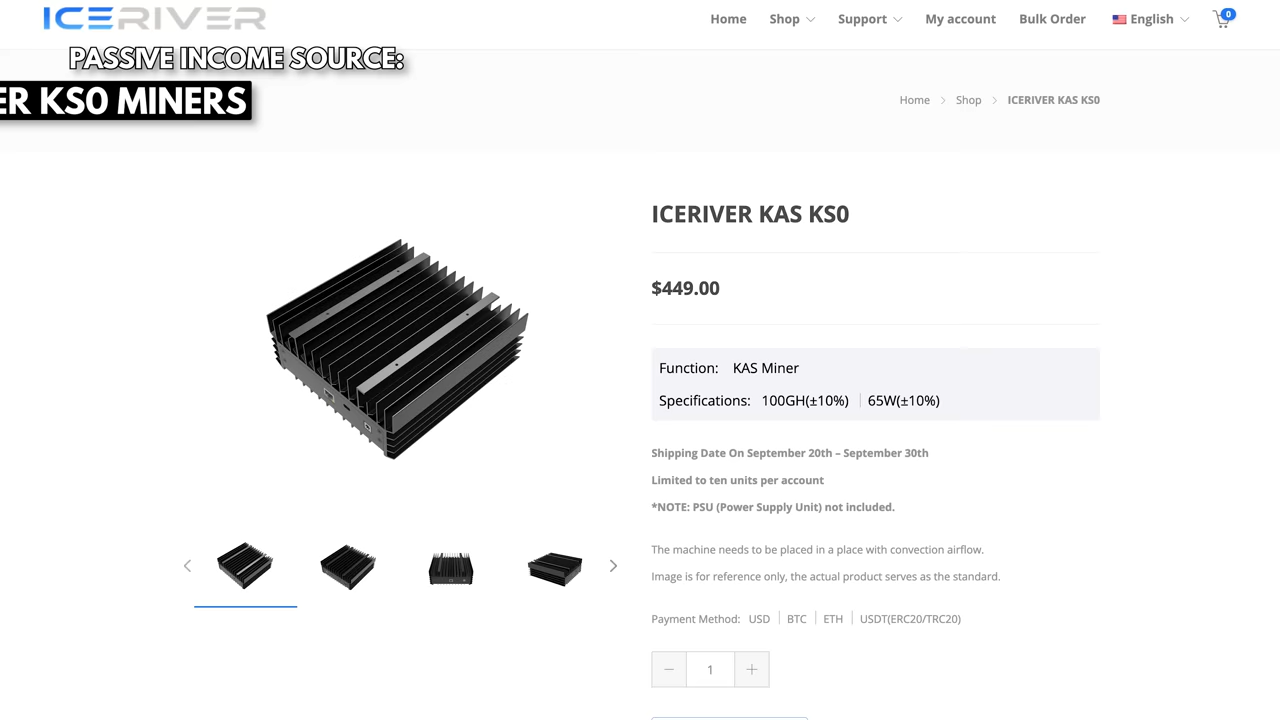 ICERIVER
Home Shop Support My account Bulk Order English 0
PASSIVE INCOME SOURCE:
ER KS0 MINERS
Home Shop ICERIVER KAS KS0
ICERIVER KAS KS0
$449.00
Function: KAS Miner
Specifications: 100GH(±10%) 65W(±10%)
Shipping Date On September 20th – September 30th
Limited to ten units per account
*NOTE: PSU (Power Supply Unit) not included.
The machine needs to be placed in a place with convection airflow.
Image is for reference only, the actual product serves as the standard.
Payment Method: USD BTC ETH USDT(ERC20/TRC20)
1